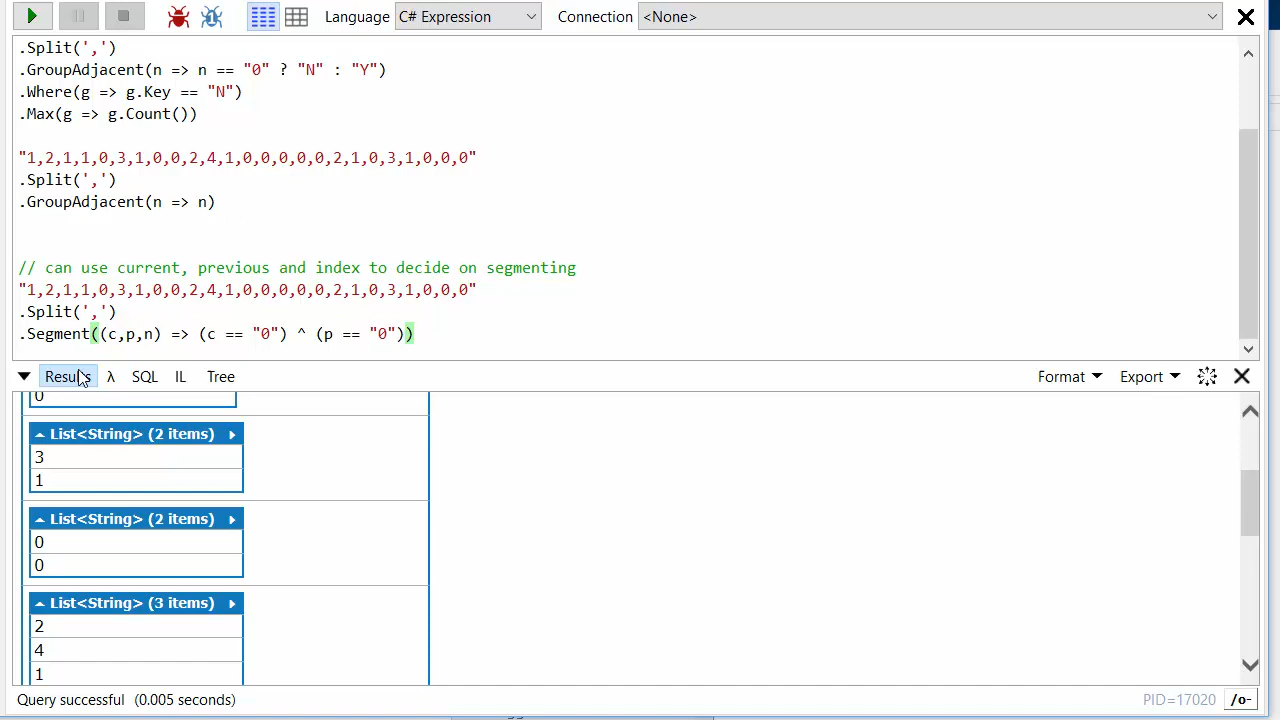 Language C# Expression Connection <None>
.Split(',')
.GroupAdjacent(n => n == "0" ? "N" : "Y")
.Where(g => g.Key == "N")
.Max(g => g.Count())
"1,2,1,1,0,3,1,0,0,2,4,1,0,0,0,0,0,2,1,0,3,1,0,0,0"
.Split(',')
.GroupAdjacent(n => n)
// can use current, previous and index to decide on segmenting
"1,2,1,1,0,3,1,0,0,2,4,1,0,0,0,0,0,2,1,0,3,1,0,0,0"
.Split(',')
.Segment((c,p,n) => (c == "0") ^ (p == "0"))
Results λ SQL IL Tree Format Export
0
List<String> (2 items)
3
1
List<String> (2 items)
0
0
List<String> (3 items)
2
4
1
Query successful (0.005 seconds) PID=17020 /o-